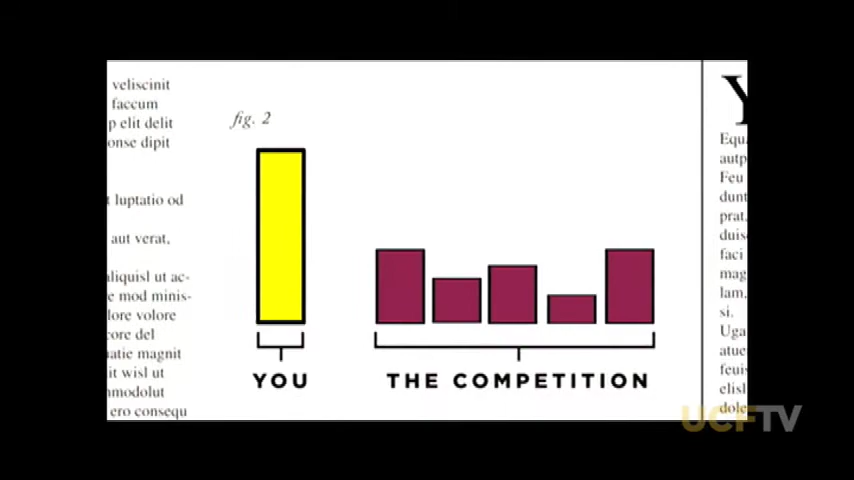 veliscinit
faccum
p elit delit
onse dipit
luptatio od
aut verat,
aliquisl ut ac-
e mod minis-
lore volore
core del
uatie magnit
it wisl ut
mmodolut
ero consequ
fig. 2
YOU
THE COMPETITION
Y
Equ
autp
Feu
dunt
prat,
duis
faci
mag
lam,
si.
Uga
atue
feuis
elisl
dole
UCFTV